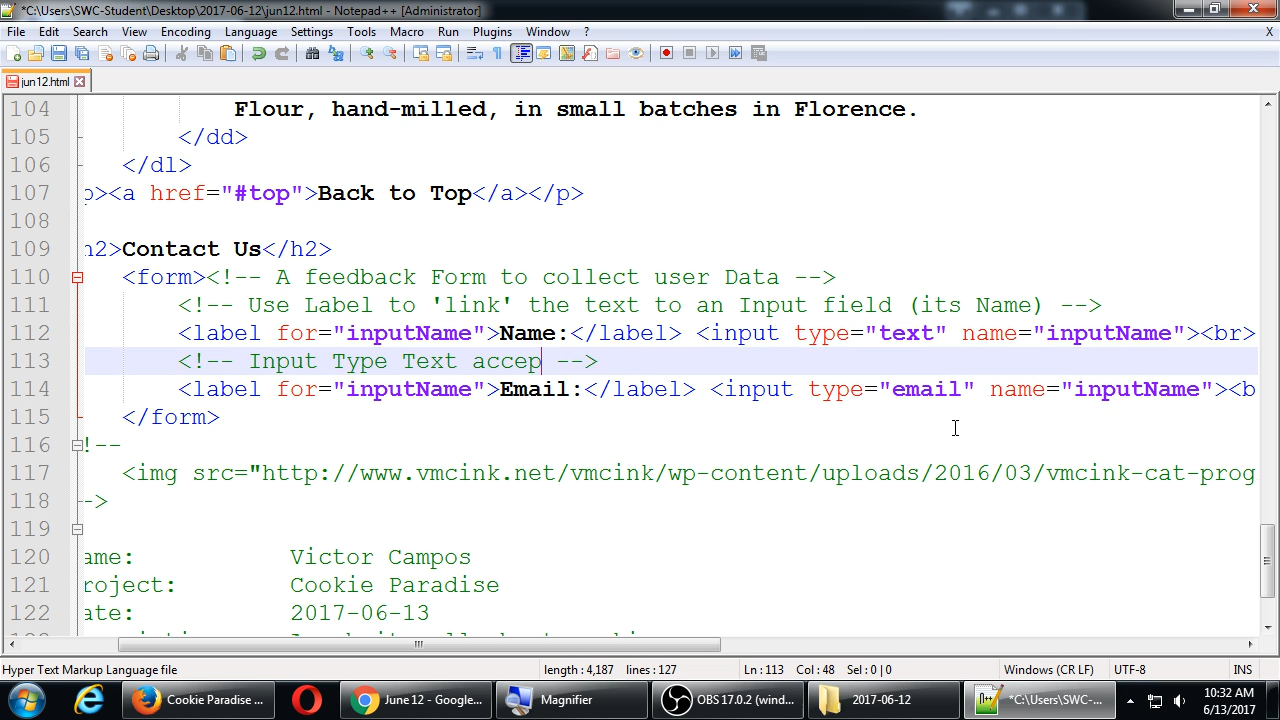 *C:\Users\SWC-Student\Desktop\2017-06-12\jun12.html - Notepad++ [Administrator]
File Edit Search View Encoding Language Settings Tools Macro Run Plugins Window ? X
jun12.html
104 Flour, hand-milled, in small batches in Florence.
105 </dd>
106 </dl>
107 p><a href="#top">Back to Top</a></p>
108
109 h2>Contact Us</h2>
110 <form><!-- A feedback Form to collect user Data -->
111 <!-- Use Label to 'link' the text to an Input field (its Name) -->
112 <label for="inputName">Name:</label> <input type="text" name="inputName"><br>
113 <!-- Input Type Text accep -->
114 <label for="inputName">Email:</label> <input type="email" name="inputName"><b
115 </form>
116 !--
117 <img src="http://www.vmcink.net/vmcink/wp-content/uploads/2016/03/vmcink-cat-prog
118 -->
119
120 ame: Victor Campos
121 roject: Cookie Paradise
122 ate: 2017-06-13
Hyper Text Markup Language file length : 4,187 lines : 127 Ln : 113 Col : 48 Sel : 0 | 0 Windows (CR LF) UTF-8 INS
Cookie Paradise ... June 12 - Google... Magnifier OBS 17.0.2 (wind... 2017-06-12 *C:\Users\SWC-... 10:32 AM
6/13/2017